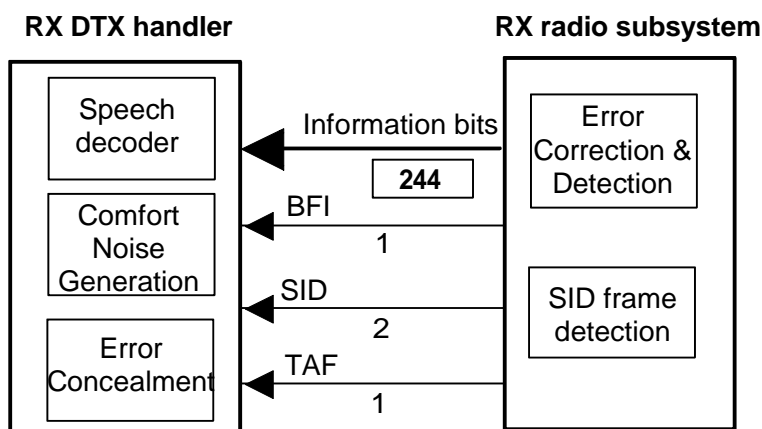 RX DTX handler
RX radio subsystem
Speech
decoder
Information bits
244
Error
Correction &
Detection
Comfort
Noise
Generation
BFI
1
SID
2
SID frame
detection
Error
Concealment
TAF
1